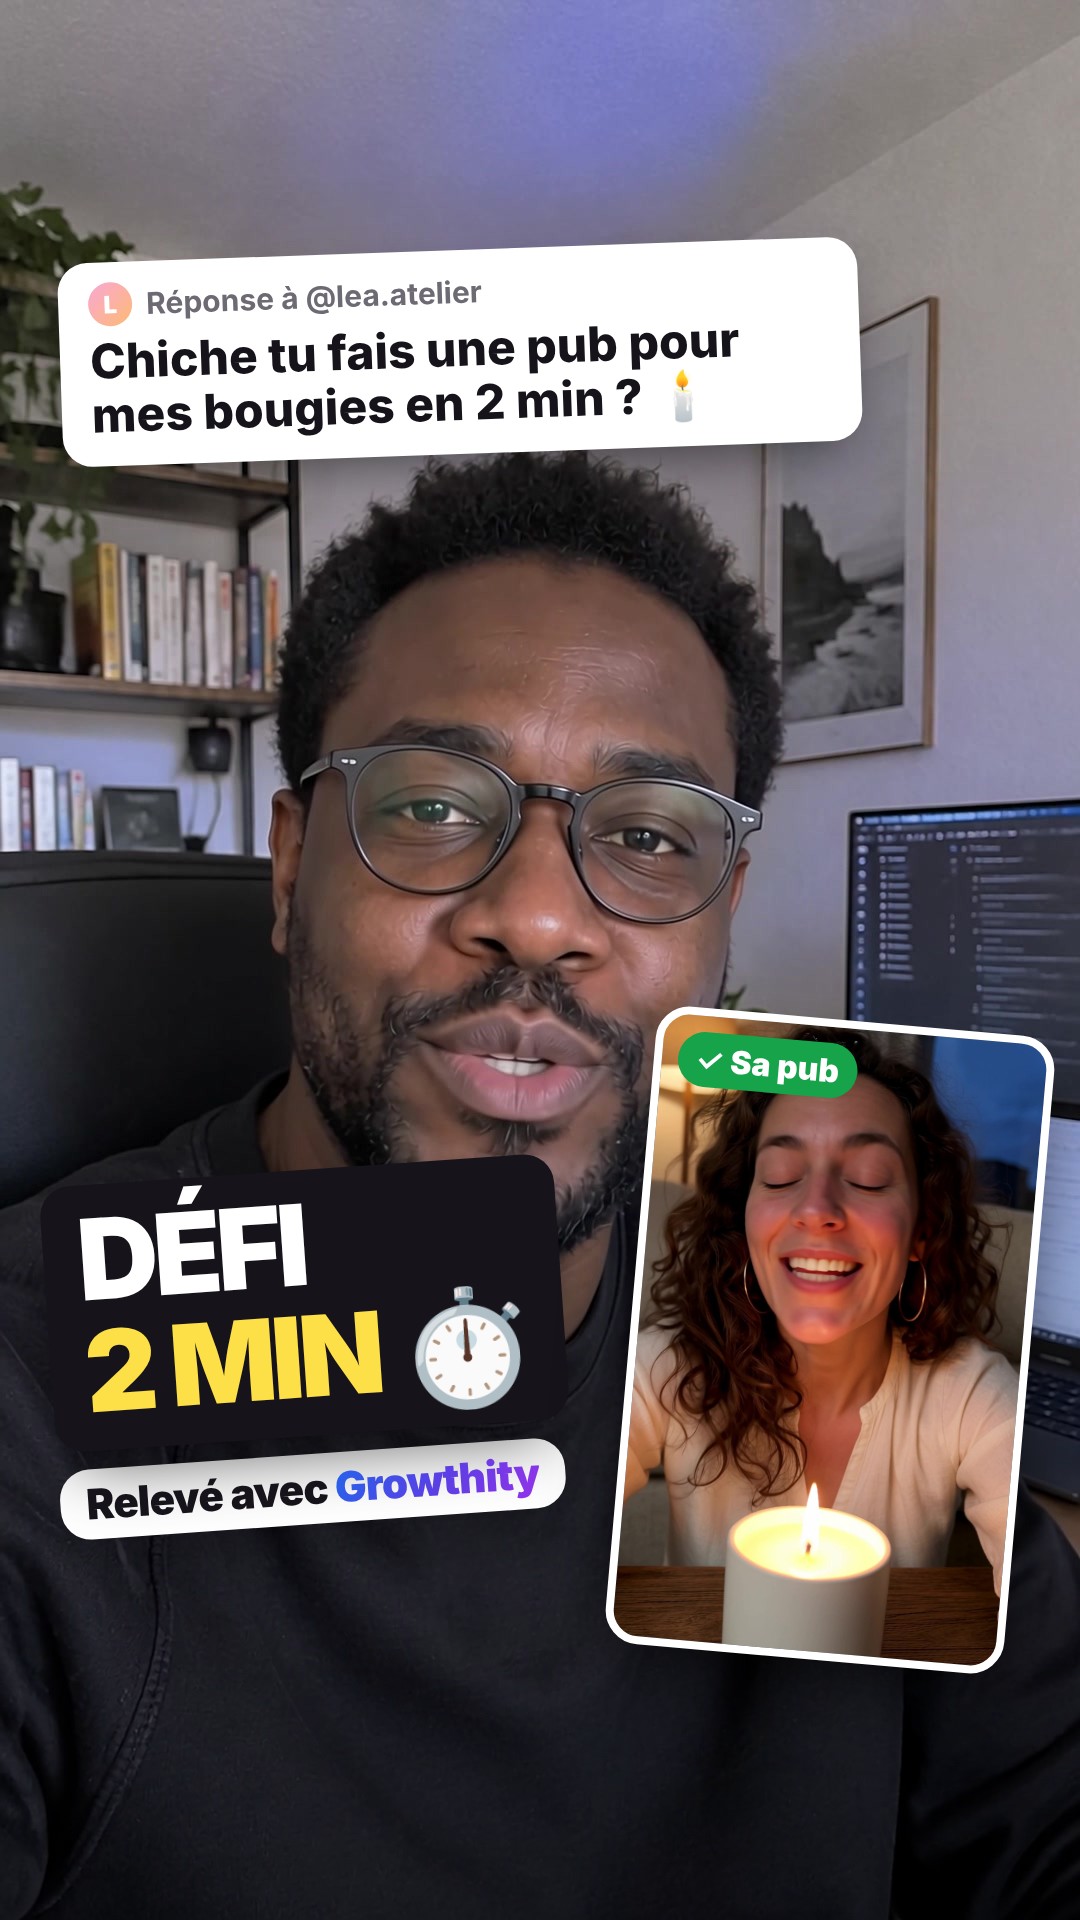 L Réponse à @lea.atelier
Chiche tu fais une pub pour
mes bougies en 2 min ? 🕯️
✓ Sa pub
DÉFI
2 MIN ⏱️
Relevé avec Growthity